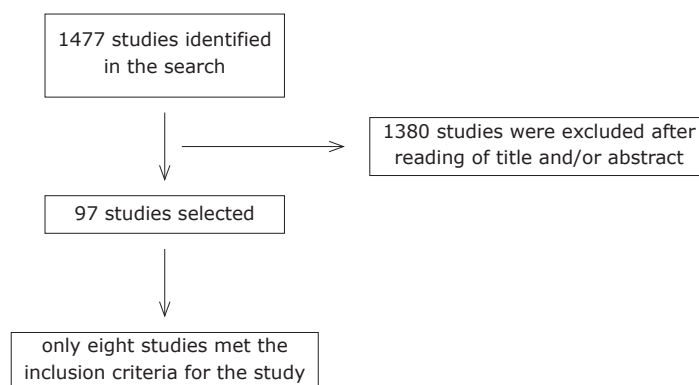 1477 studies identified
in the search
1380 studies were excluded after
reading of title and/or abstract
97 studies selected
only eight studies met the
inclusion criteria for the study